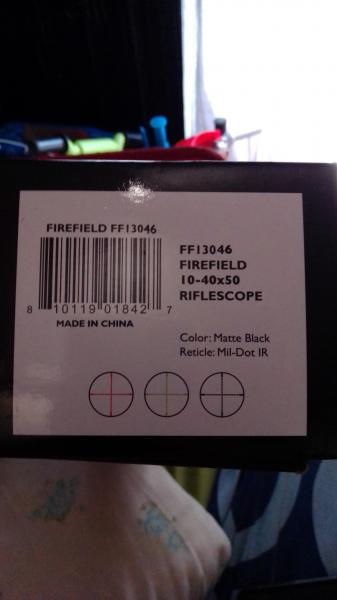 FIREFIELD FF13046
8 10119 01842 7
MADE IN CHINA
FF13046
FIREFIELD
10-40x50
RIFLESCOPE
Color: Matte Black
Reticle: Mil-Dot IR